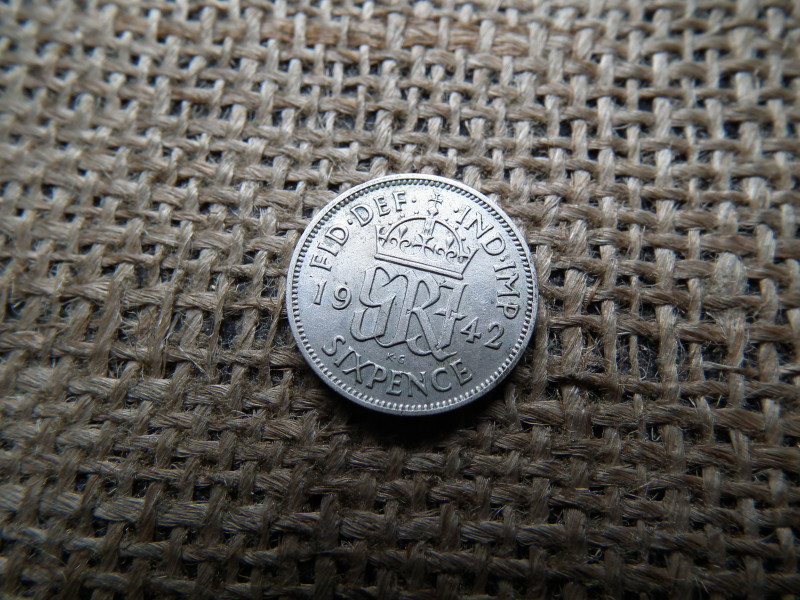 FID·DEF· ·IND·IMP
19 GRI 42
KG
SIXPENCE